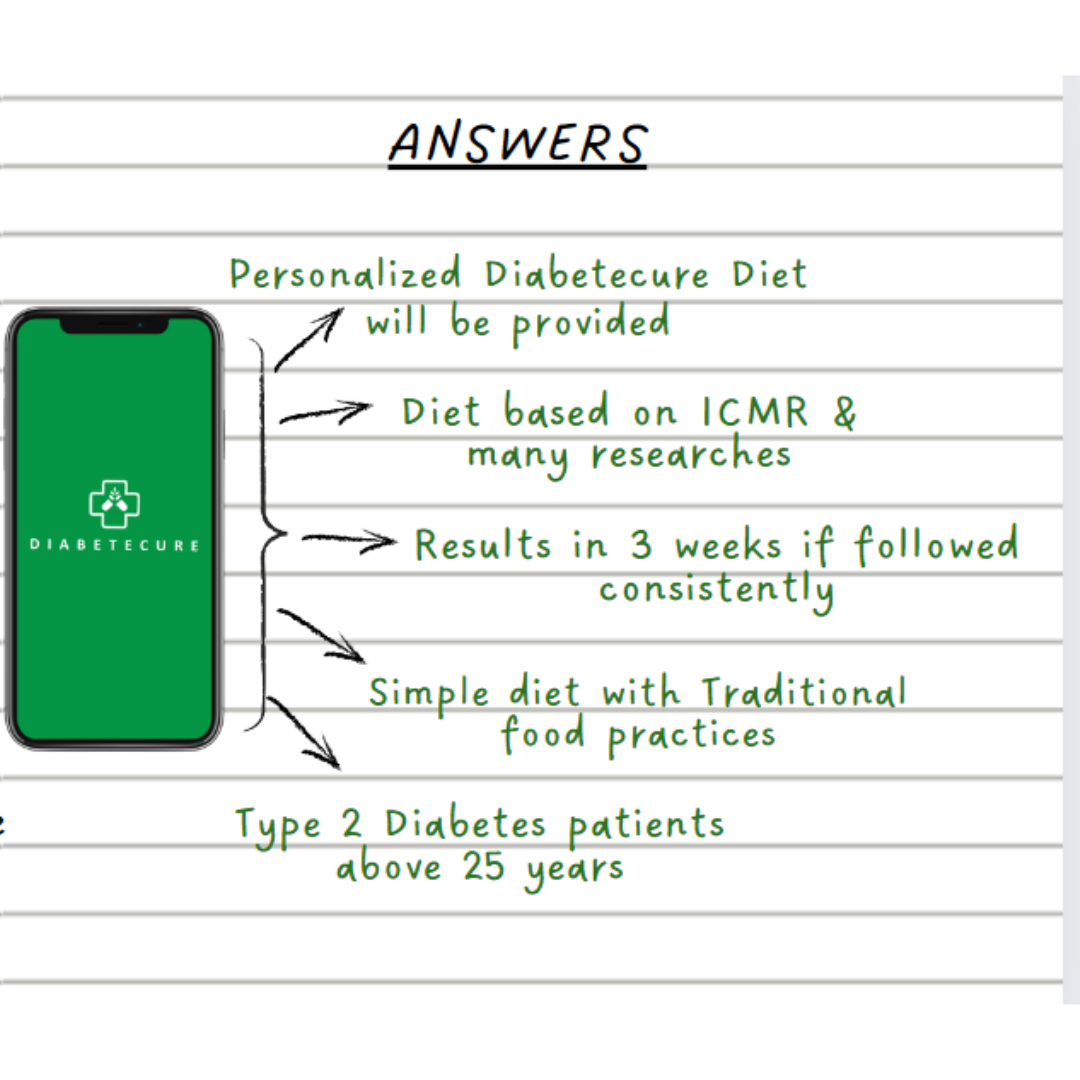 ANSWERS
Personalized Diabetecure Diet
will be provided
Diet based on ICMR &
many researches
DIABETECURE
Results in 3 weeks if followed
consistently
Simple diet with Traditional
food practices
Type 2 Diabetes patients
above 25 years